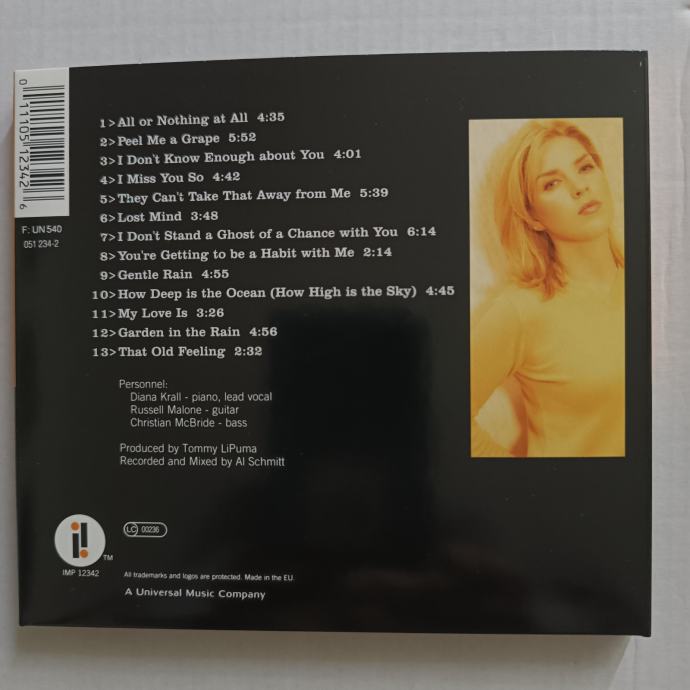 0 11105 12342 6
F: UN 540
051 234-2
1>All or Nothing at All 4:35
2>Peel Me a Grape 5:52
3>I Don't Know Enough about You 4:01
4>I Miss You So 4:42
5>They Can't Take That Away from Me 5:39
6>Lost Mind 3:48
7>I Don't Stand a Ghost of a Chance with You 6:14
8>You're Getting to be a Habit with Me 2:14
9>Gentle Rain 4:55
10>How Deep is the Ocean (How High is the Sky) 4:45
11>My Love Is 3:26
12>Garden in the Rain 4:56
13>That Old Feeling 2:32
Personnel:
Diana Krall - piano, lead vocal
Russell Malone - guitar
Christian McBride - bass
Produced by Tommy LiPuma
Recorded and Mixed by Al Schmitt
i! TM
IMP 12342
LC 00236
All trademarks and logos are protected. Made in the EU.
A Universal Music Company